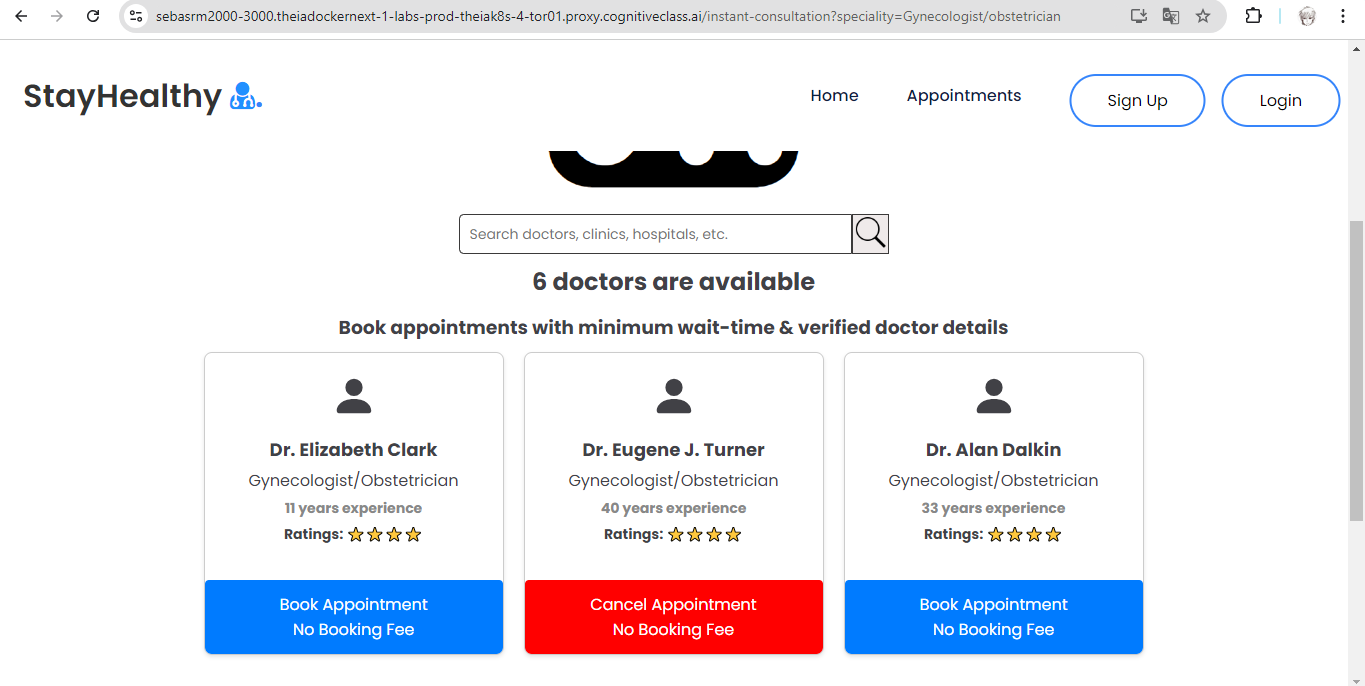 sebasrm2000-3000.theiadockernext-1-labs-prod-theiak8s-4-tor01.proxy.cognitiveclass.ai/instant-consultation?speciality=Gynecologist/obstetrician
StayHealthy
Home
Appointments
Sign Up
Login
Search doctors, clinics, hospitals, etc.
6 doctors are available
Book appointments with minimum wait-time & verified doctor details
Dr. Elizabeth Clark
Gynecologist/Obstetrician
11 years experience
Ratings:
Book Appointment
No Booking Fee
Dr. Eugene J. Turner
Gynecologist/Obstetrician
40 years experience
Ratings:
Cancel Appointment
No Booking Fee
Dr. Alan Dalkin
Gynecologist/Obstetrician
33 years experience
Ratings:
Book Appointment
No Booking Fee